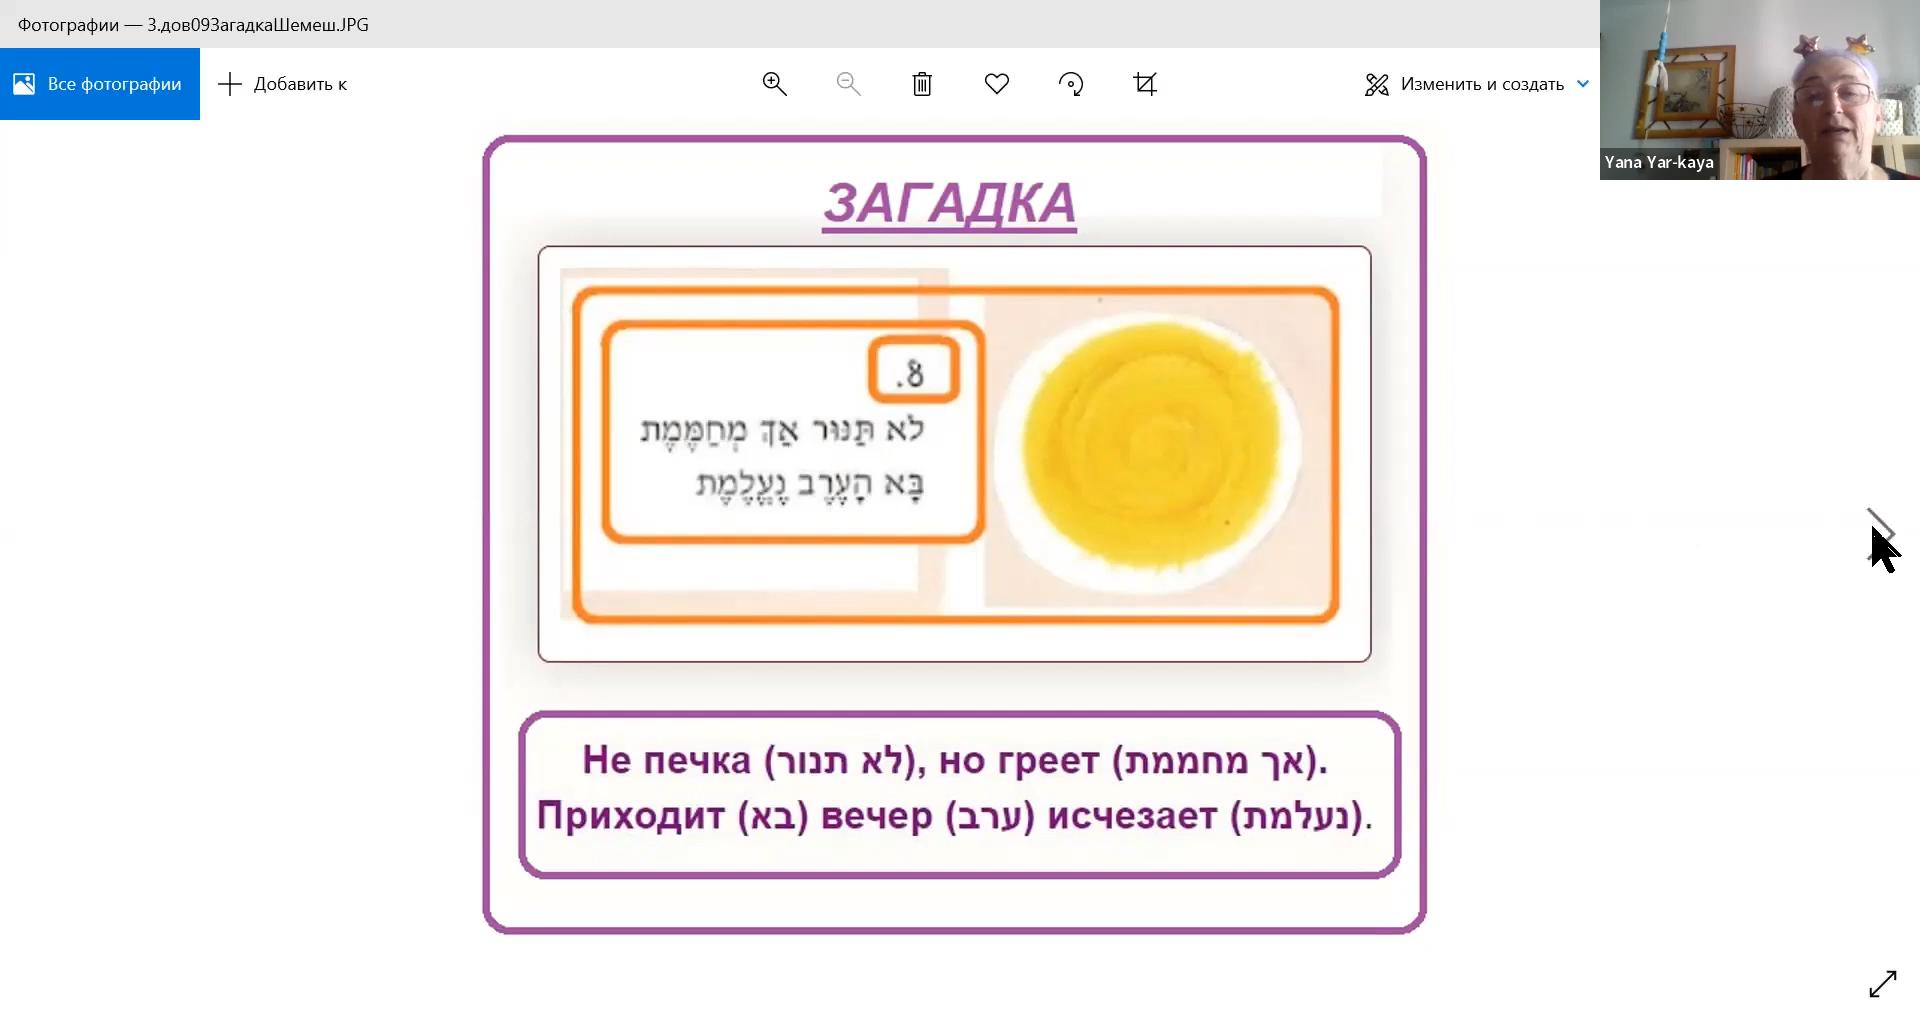 Фотографии — 3.дов093агадкаШемеш.JPG
Все фотографии
Добавить к
Изменить и создать
Yana Yar-kaya
ЗАГАДКА
8.
לֹא תַּנּוּר אַךְ מְחַמֶּמֶת
בָּא הָעֶרֶב נֶעֱלֶמֶת
Не печка (לא תנור), но греет (אך מחממת).
Приходит (בא) вечер (ערב) исчезает (נעלמת).